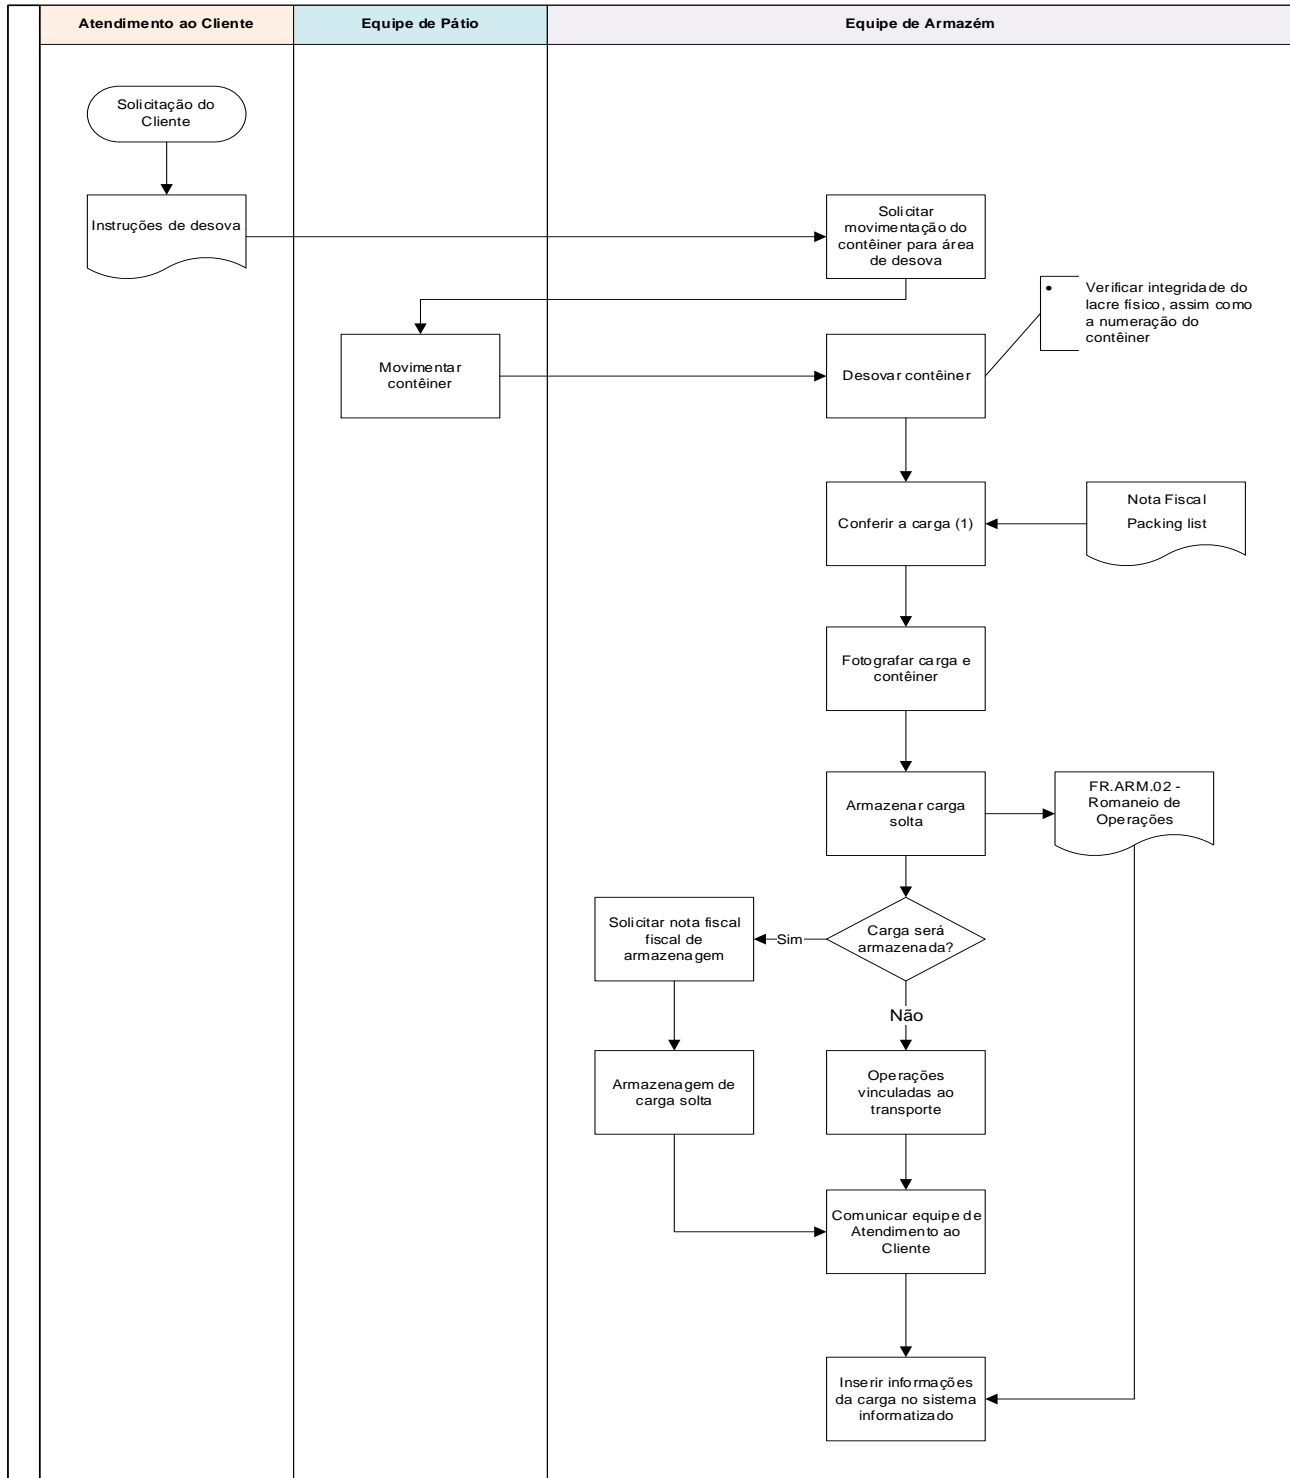 Atendimento ao Cliente
Equipe de Pátio
Equipe de Armazém
Solicitação do
Cliente
Instruções de desova
Solicitar
movimentação do
contêiner para área
de desova
• Verificar integridade do
lacre físico, assim como
a numeração do
contêiner
Movimentar
contêiner
Desovar contêiner
Conferir a carga (1)
Nota Fiscal
Packing list
Fotografar carga e
contêiner
Armazenar carga
solta
FR.ARM.02 -
Romaneio de
Operações
Solicitar nota fiscal
fiscal de
armazenagem
Sim
Carga será
armazenada?
Não
Armazenagem de
carga solta
Operações
vinculadas ao
transporte
Comunicar equipe de
Atendimento ao
Cliente
Inserir informações
da carga no sistema
informatizado